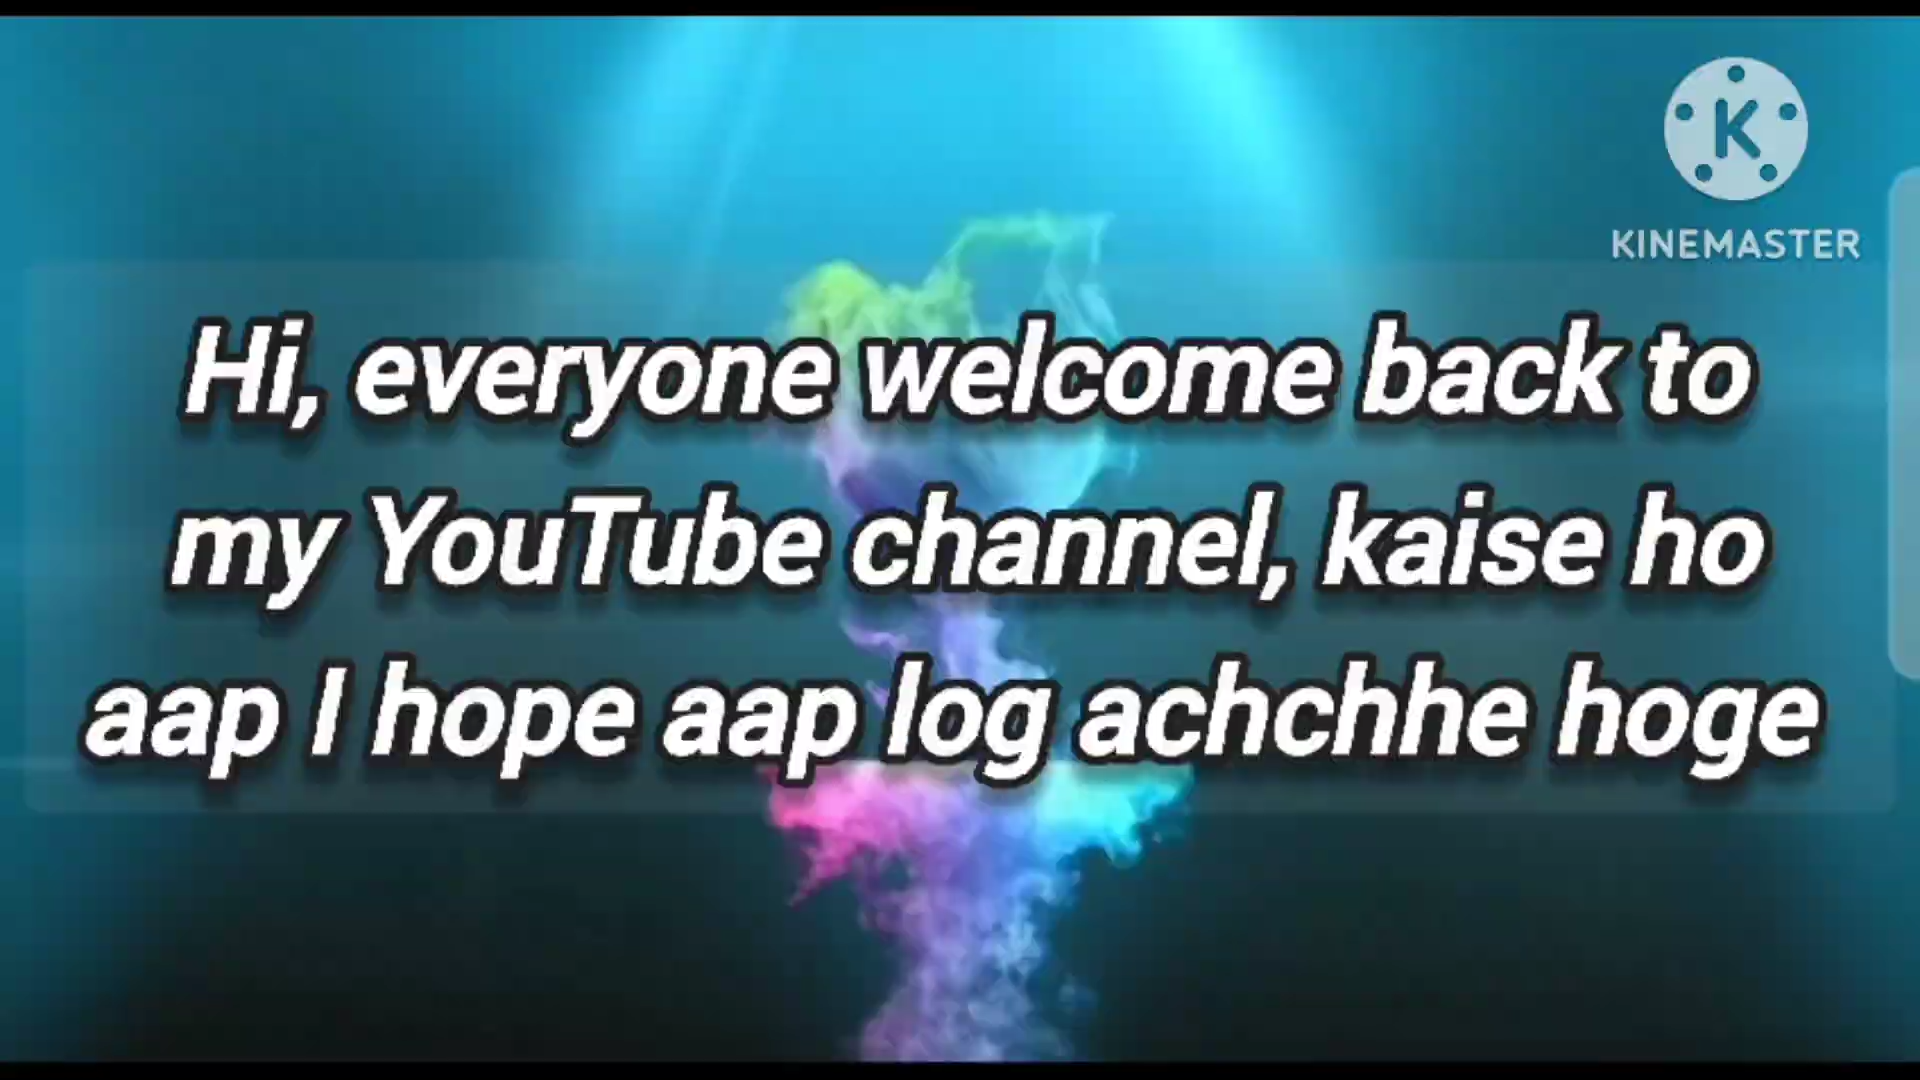 K
KINEMASTER
Hi, everyone welcome back to
my YouTube channel, kaise ho
aap I hope aap log achchhe hoge